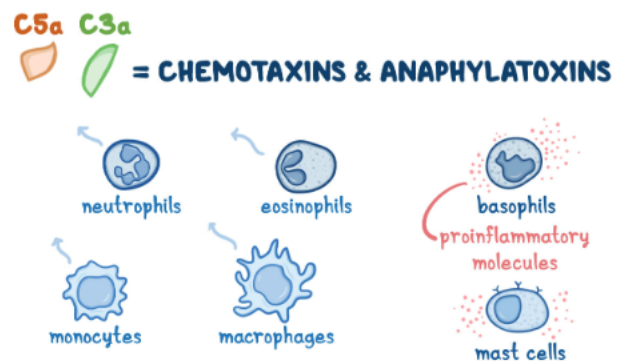 C5a C3a
= CHEMOTAXINS & ANAPHYLATOXINS
neutrophils
eosinophils
basophils
proinflammatory
molecules
monocytes
macrophages
mast cells